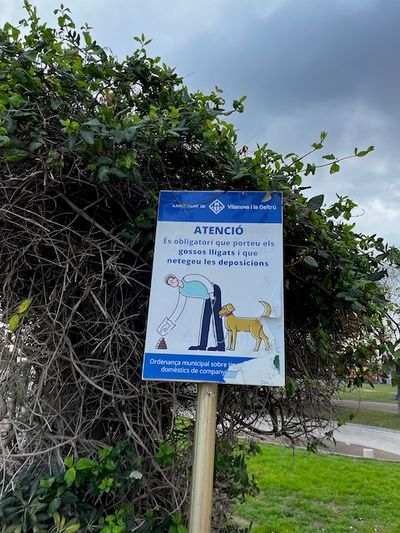 AJUNTAMENT DE Vilanova i la Geltrú
ATENCIÓ
És obligatori que porteu els
gossos lligats i que
netegeu les deposicions
Ordenança municipal sobre
domèstics de company